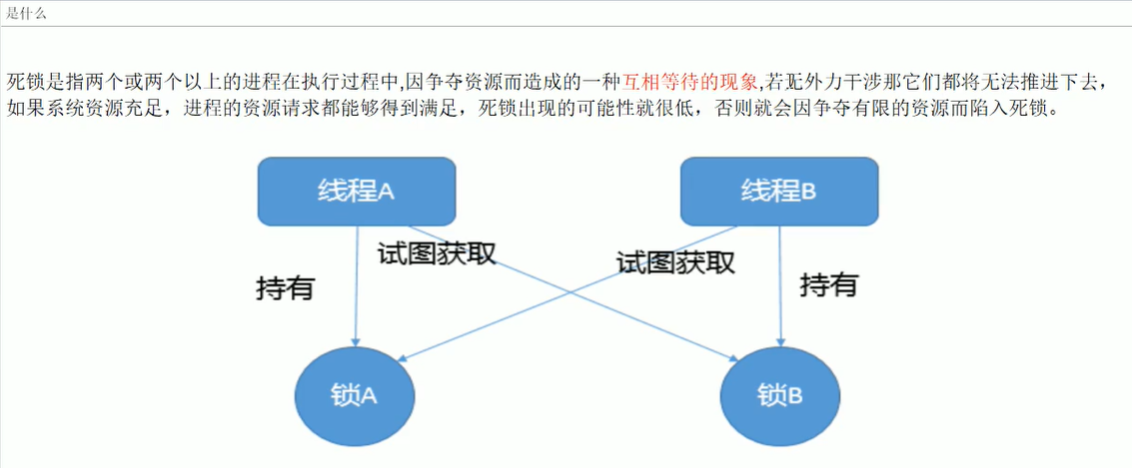 是什么
死锁是指两个或两个以上的进程在执行过程中,因争夺资源而造成的一种互相等待的现象,若无外力干涉那它们都将无法推进下去,
如果系统资源充足，进程的资源请求都能够得到满足，死锁出现的可能性就很低，否则就会因争夺有限的资源而陷入死锁。
线程A
线程B
试图获取
试图获取
持有
持有
锁A
锁B